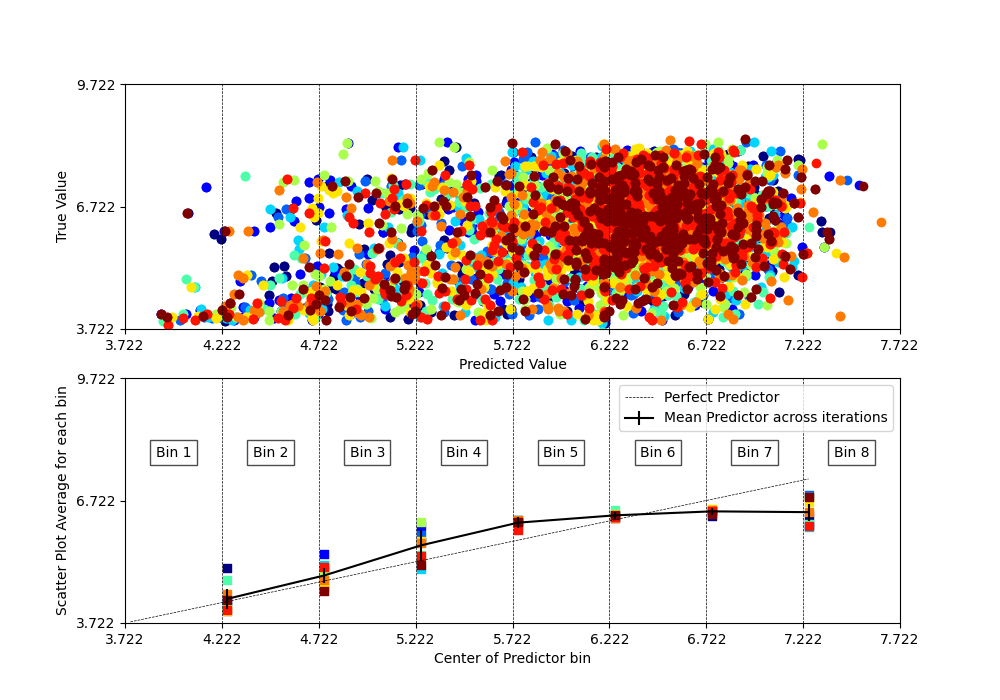 9.722
6.722
3.722
True Value
3.722 4.222 4.722 5.222 5.722 6.222 6.722 7.222 7.722
Predicted Value
9.722
6.722
3.722
Scatter Plot Average for each bin
Perfect Predictor
Mean Predictor across iterations
Bin 1 Bin 2 Bin 3 Bin 4 Bin 5 Bin 6 Bin 7 Bin 8
3.722 4.222 4.722 5.222 5.722 6.222 6.722 7.222 7.722
Center of Predictor bin